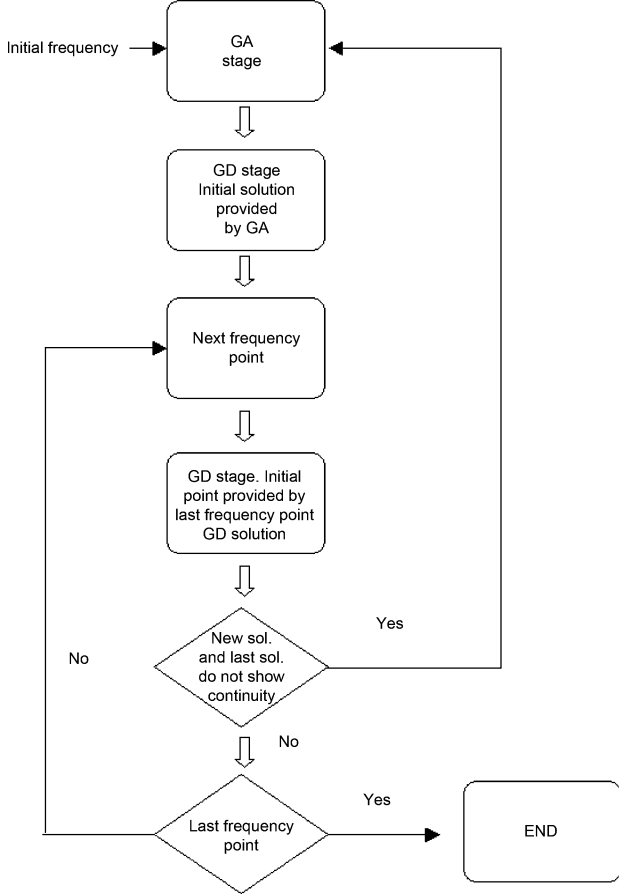 Initial frequency
GA
stage
GD stage
Initial solution
provided
by GA
Next frequency
point
GD stage. Initial
point provided by
last frequency point
GD solution
New sol.
and last sol.
do not show
continuity
Yes
No
No
Last frequency
point
Yes
END